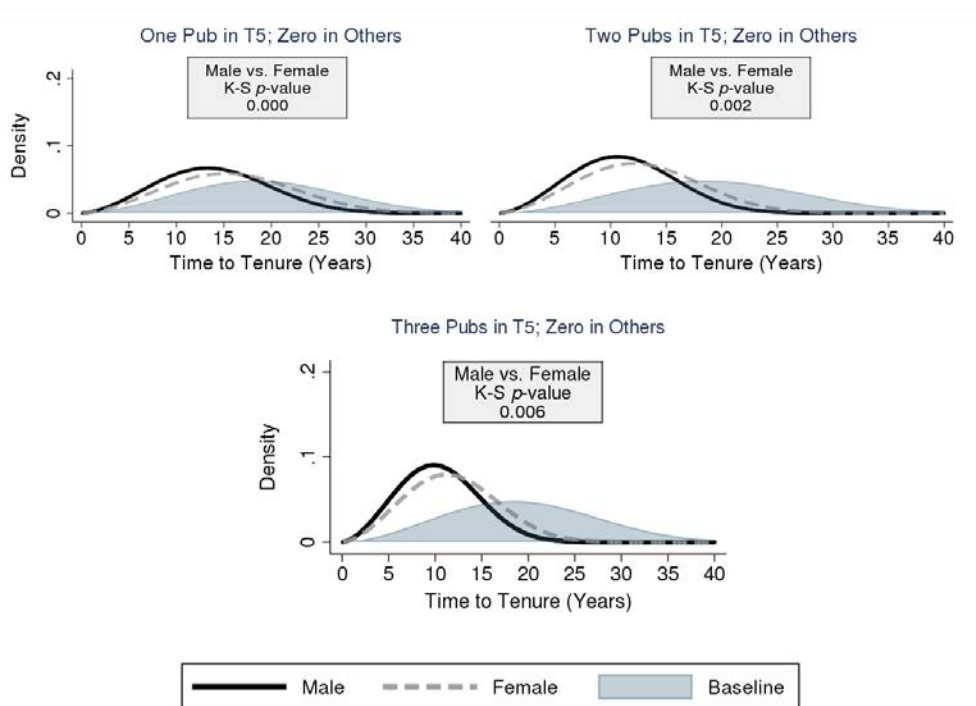 One Pub in T5; Zero in Others
Male vs. Female
K-S p-value
0.000
Density
.2
.1
0
0 5 10 15 20 25 30 35 40
Time to Tenure (Years)
Two Pubs in T5; Zero in Others
Male vs. Female
K-S p-value
0.002
0 5 10 15 20 25 30 35 40
Time to Tenure (Years)
Three Pubs in T5; Zero in Others
Male vs. Female
K-S p-value
0.006
Density
.2
.1
0
0 5 10 15 20 25 30 35 40
Time to Tenure (Years)
Male Female Baseline